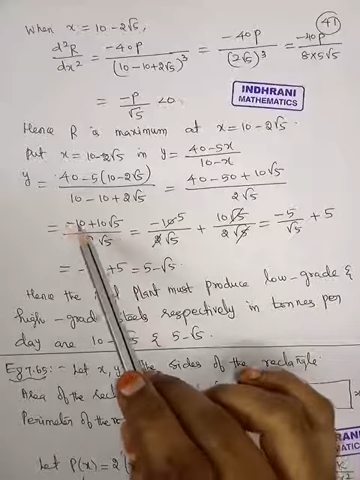 When x = 10-2√5, 41
d²R/dx² = -40P/(10-10+2√5)³ = -40P/(2√5)³ = -40P/8×5√5
= -P/√5 < 0 INDHRANI MATHEMATICS
Hence R is maximum at x = 10-2√5
Put x = 10-2√5 in y = 40-5x/10-x
y = 40-5(10-2√5)/10-10+2√5 = 40-50+10√5/2√5
= -10+10√5/√5 = -10 5/2√5 + 10√5/2√5 = -5/√5 + 5
= - +5 = 5-√5
Hence the plant must produce low-grade &
high-grade steels respectively in tonnes per
day are 10- √5 & 5-√5
Eg 7.65:- Let x, y the sides of the rectangle.
Area of the rec
Perimeter of the
Let P(x) = 2